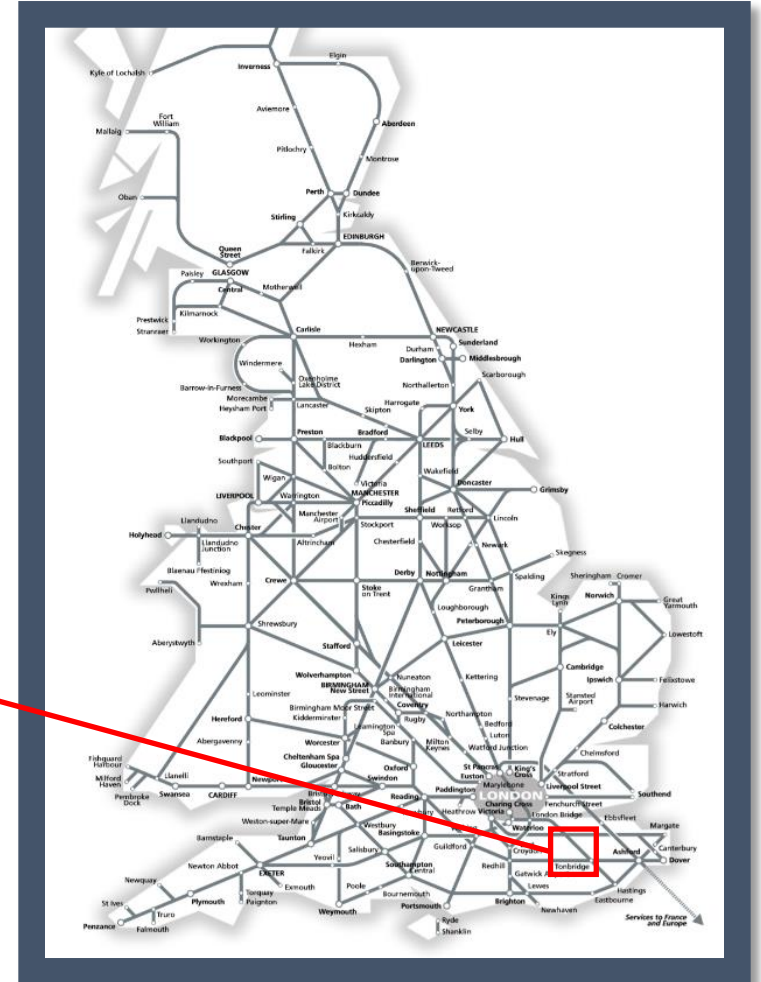 Elgin
Inverness
Kyle of Lochalsh
Aviemore
Fort
William
Mallaig
Aberdeen
Pitlochry
Montrose
Perth
Dundee
Oban
Stirling
Kirkcaldy
EDINBURGH
Queen
Street
Falkirk
Berwick-
upon-Tweed
Paisley
GLASGOW
Central
Motherwell
Prestwick
Kilmarnock
Stranraer
Carlisle
NEWCASTLE
Workington
Hexham
Durham
Sunderland
Darlington
Middlesbrough
Windermere
Scarborough
Oxenholme
Lake District
Barrow-in-Furness
Northallerton
Morecambe
Lancaster
Harrogate
Heysham Port
Skipton
York
Blackpool
Preston
Bradford
Selby
Hull
Blackburn
LEEDS
Southport
Huddersfield
Bolton
Wakefield
Wigan
Victoria
Doncaster
LIVERPOOL
Warrington
MANCHESTER
Piccadilly
Grimsby
Manchester
Airport
Sheffield
Retford
Llandudno
Chester
Stockport
Worksop
Lincoln
Holyhead
Llandudno
Junction
Altrincham
Chesterfield
Newark
Skegness
Blaenau Ffestiniog
Derby
Nottingham
Sheringham
Cromer
Pwllheli
Wrexham
Crewe
Stoke
on Trent
Grantham
Spalding
Kings
Lynn
Norwich
Great
Yarmouth
Loughborough
Peterborough
Aberystwyth
Shrewsbury
Ely
Lowestoft
Stafford
Leicester
Cambridge
Wolverhampton
Nuneaton
Kettering
Ipswich
Felixstowe
BIRMINGHAM
New Street
Birmingham
International
Stansted
Airport
Leominster
Stevenage
Birmingham Moor Street
Coventry
Harwich
Kidderminster
Rugby
Northampton
Hereford
Leamington
Spa
Bedford
Colchester
Worcester
Banbury
Milton
Keynes
Luton
Abergavenny
Watford Junction
Chelmsford
Cheltenham Spa
Gloucester
Oxford
St Pancras
King's
Cross
Fishguard
Harbour
Euston
Stratford
Llanelli
Newport
Swindon
Marylebone
Liverpool Street
Milford
Haven
Paddington
LONDON
Southend
Pembroke
Dock
Swansea
CARDIFF
Reading
Charing Cross
Fenchurch Street
Bristol
Temple Meads
Bath
Heathrow
Victoria
London Bridge
Ebbsfleet
Weston-super-Mare
Westbury
Waterloo
Margate
Barnstaple
Taunton
Basingstoke
Guildford
Canterbury
Salisbury
Ashford
Dover
Yeovil
Redhill
Tonbridge
Newton Abbot
Southampton
Central
Newquay
EXETER
Exmouth
Poole
Lewes
Hastings
Torquay
Paignton
Bournemouth
Eastbourne
St Ives
Plymouth
Weymouth
Portsmouth
Brighton
Newhaven
Truro
Penzance
Falmouth
Ryde
Shanklin
Services to France
and Europe